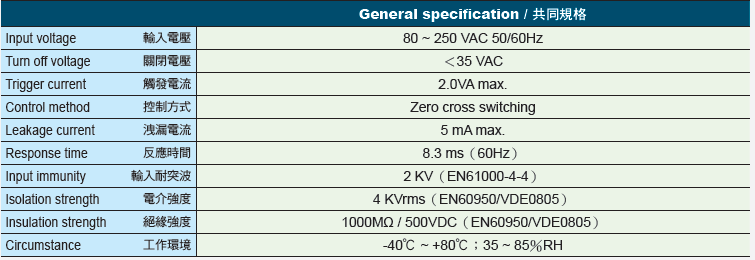 General specification / 共同規格
Input voltage 輸入電壓 80 ~ 250 VAC 50/60Hz
Turn off voltage 關閉電壓 ＜35 VAC
Trigger current 觸發電流 2.0VA max.
Control method 控制方式 Zero cross switching
Leakage current 洩漏電流 5 mA max.
Response time 反應時間 8.3 ms（60Hz）
Input immunity 輸入耐突波 2 KV（EN61000-4-4）
Isolation strength 電介強度 4 KVrms（EN60950/VDE0805）
Insulation strength 絕緣強度 1000MΩ / 500VDC（EN60950/VDE0805）
Circumstance 工作環境 -40℃ ~ +80℃；35 ~ 85%RH